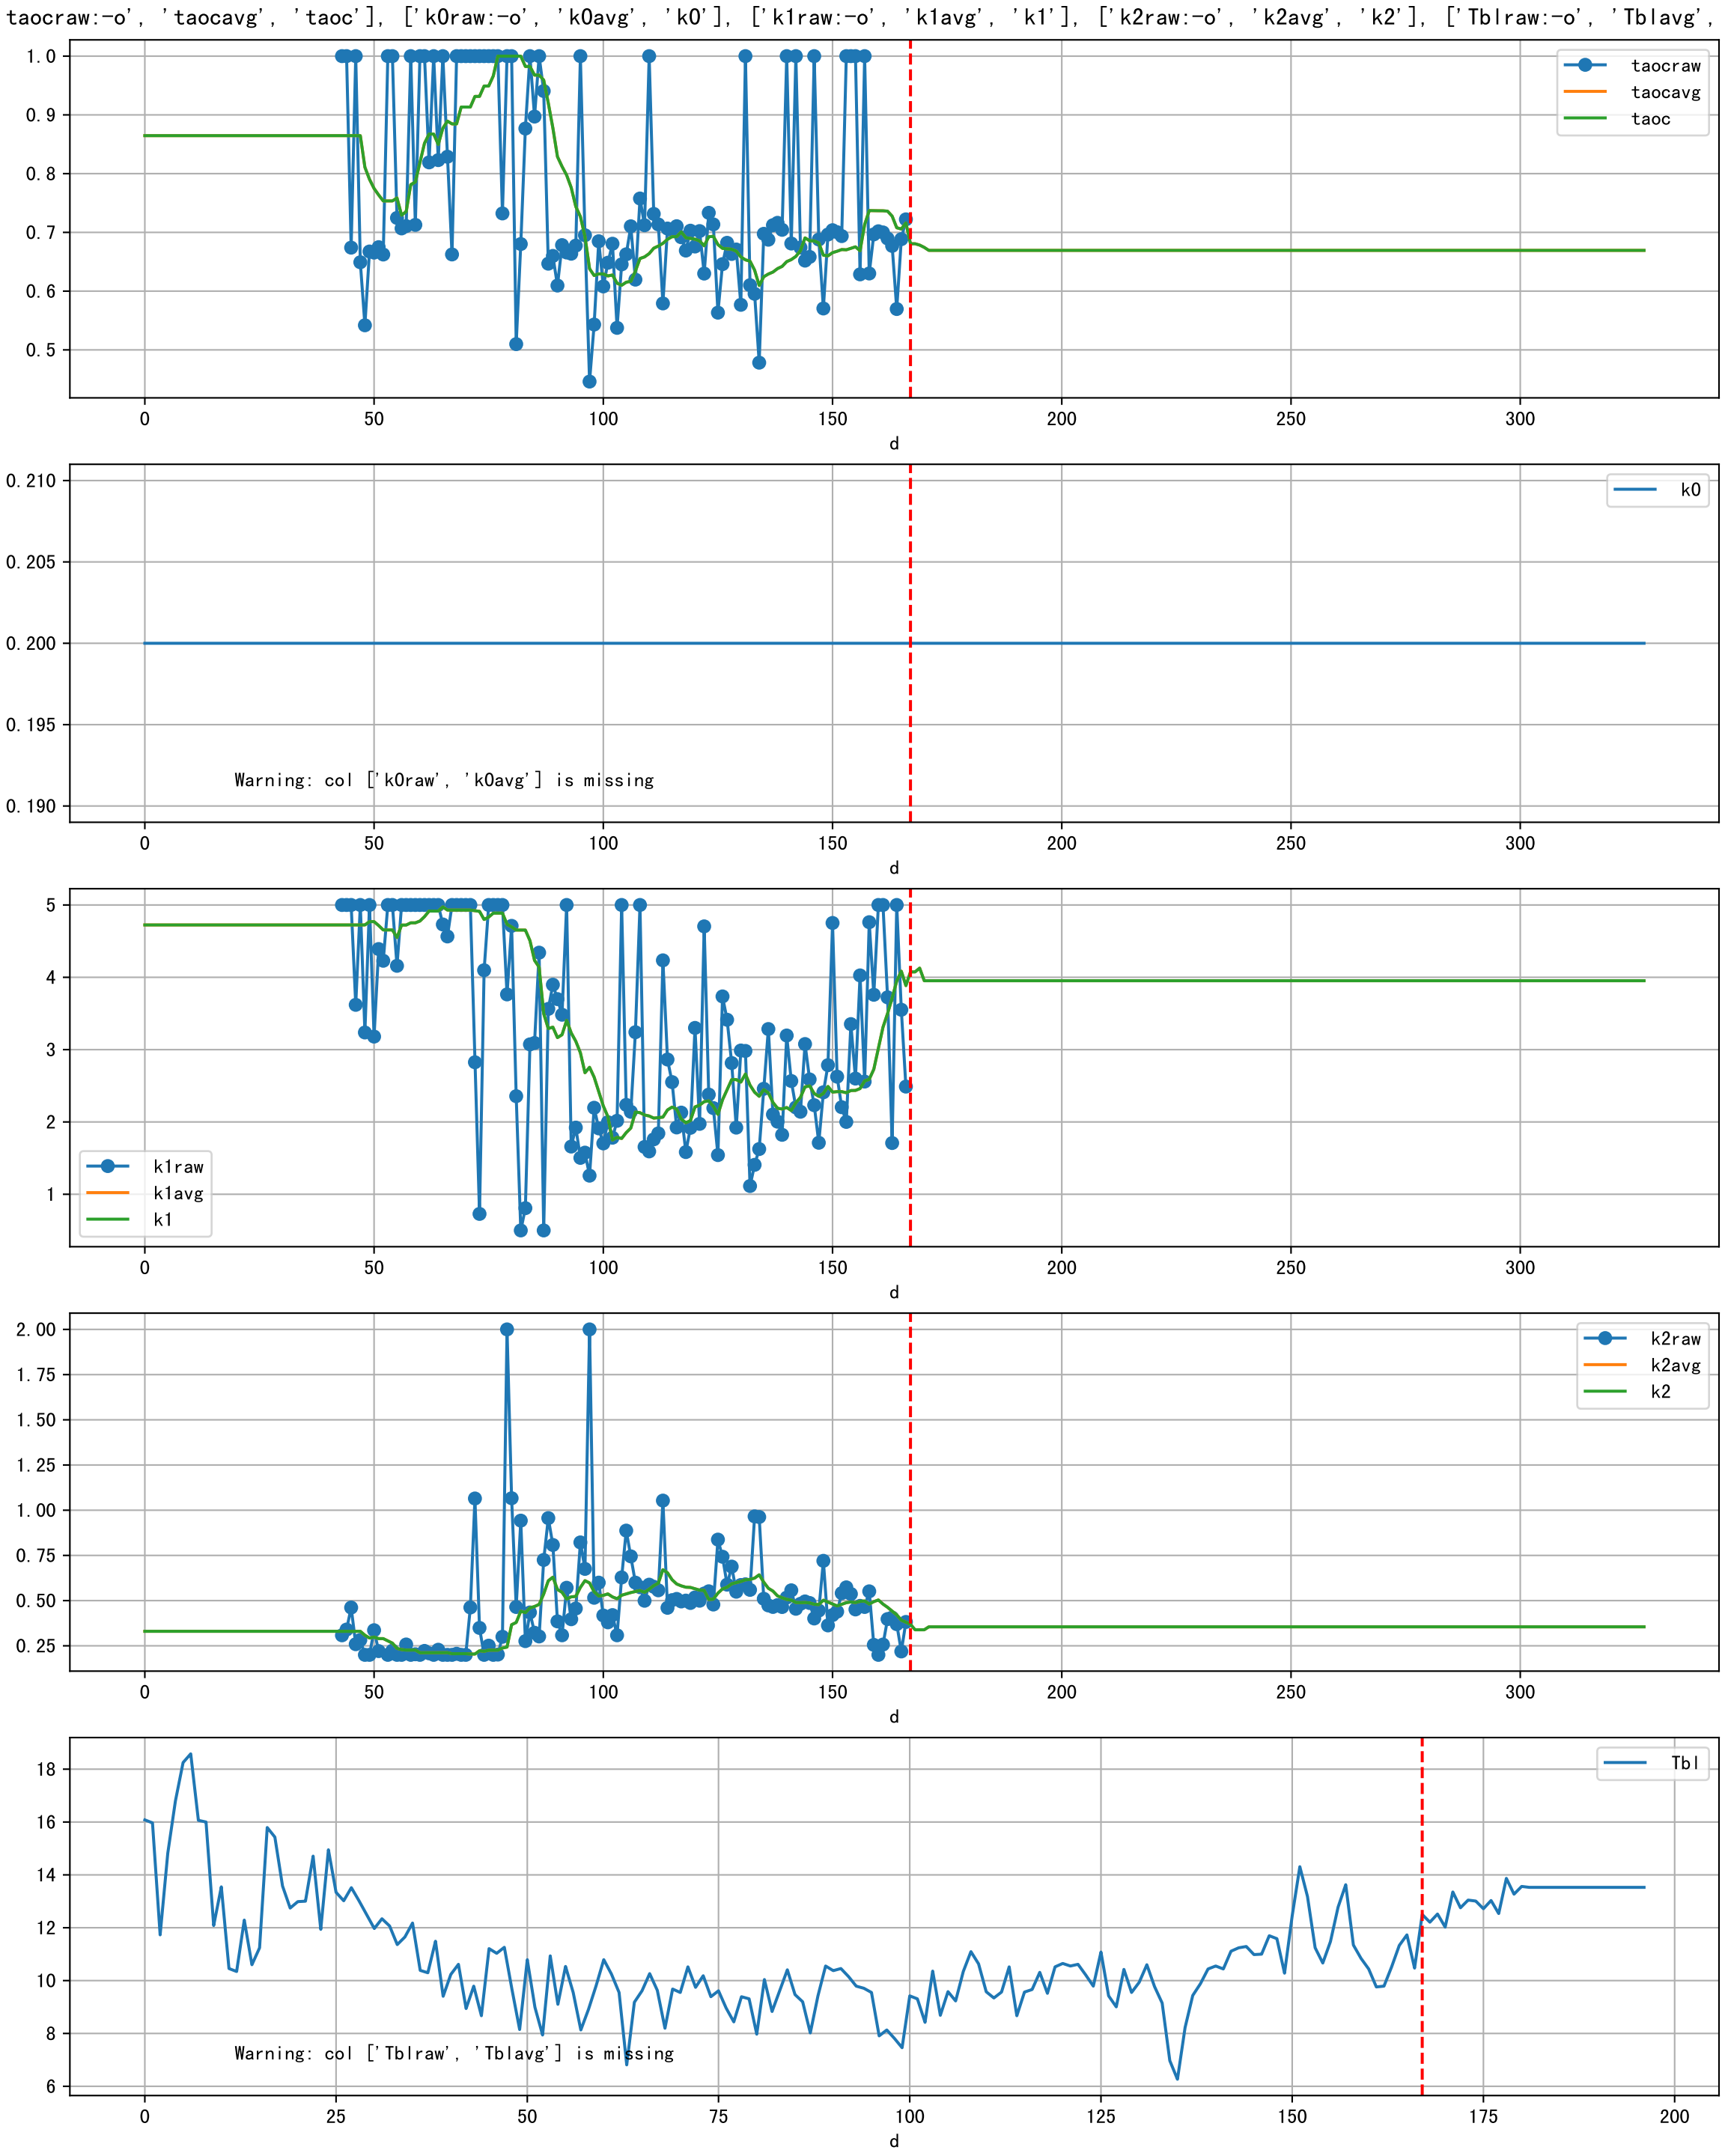 taocraw:-o', 'taocavg', 'taoc'], ['k0raw:-o', 'k0avg', 'k0'], ['k1raw:-o', 'k1avg', 'k1'], ['k2raw:-o', 'k2avg', 'k2'], ['Tblraw:-o', 'Tblavg',
1.0
0.9
0.8
0.7
0.6
0.5
taocraw
taocavg
taoc
0 50 100 150 200 250 300
d
0.210
0.205
0.200
0.195
0.190
k0
Warning: col ['k0raw', 'k0avg'] is missing
0 50 100 150 200 250 300
d
5
4
3
2
1
k1raw
k1avg
k1
0 50 100 150 200 250 300
d
2.00
1.75
1.50
1.25
1.00
0.75
0.50
0.25
k2raw
k2avg
k2
0 50 100 150 200 250 300
d
18
16
14
12
10
8
6
Tbl
Warning: col ['Tblraw', 'Tblavg'] is missing
0 25 50 75 100 125 150 175 200
d